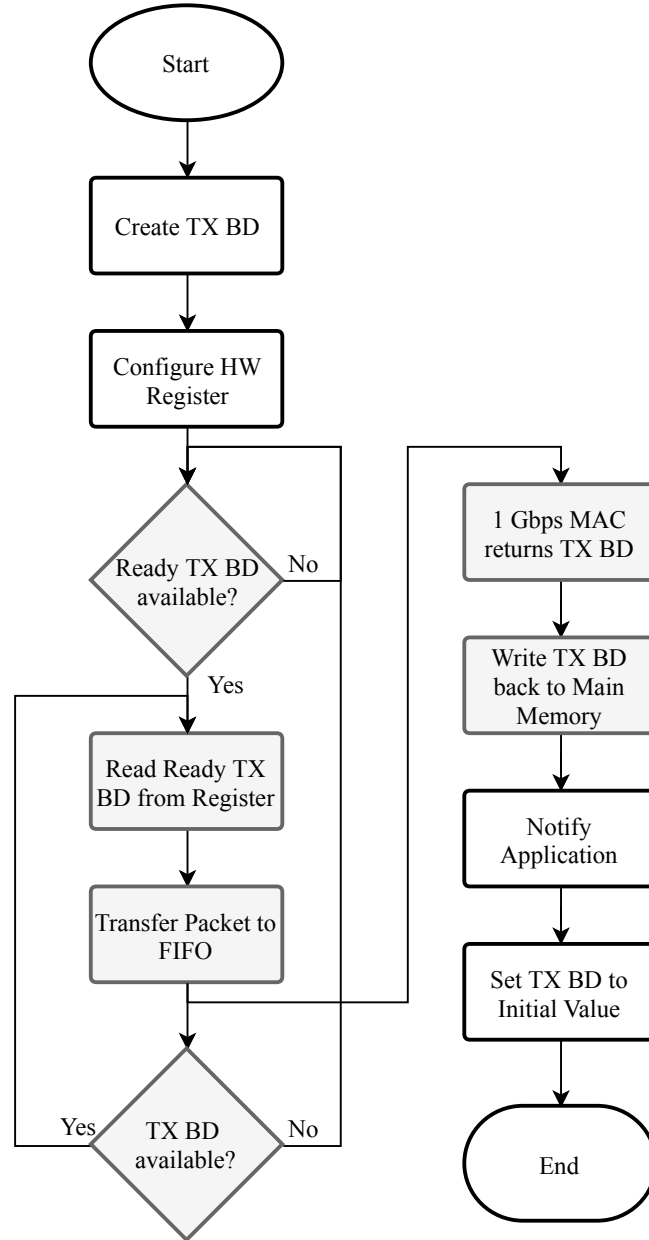 Start
Create TX BD
Configure HW
Register
Ready TX BD
available?
No
Yes
Read Ready TX
BD from Register
Transfer Packet to
FIFO
TX BD
available?
Yes
No
1 Gbps MAC
returns TX BD
Write TX BD
back to Main
Memory
Notify
Application
Set TX BD to
Initial Value
End